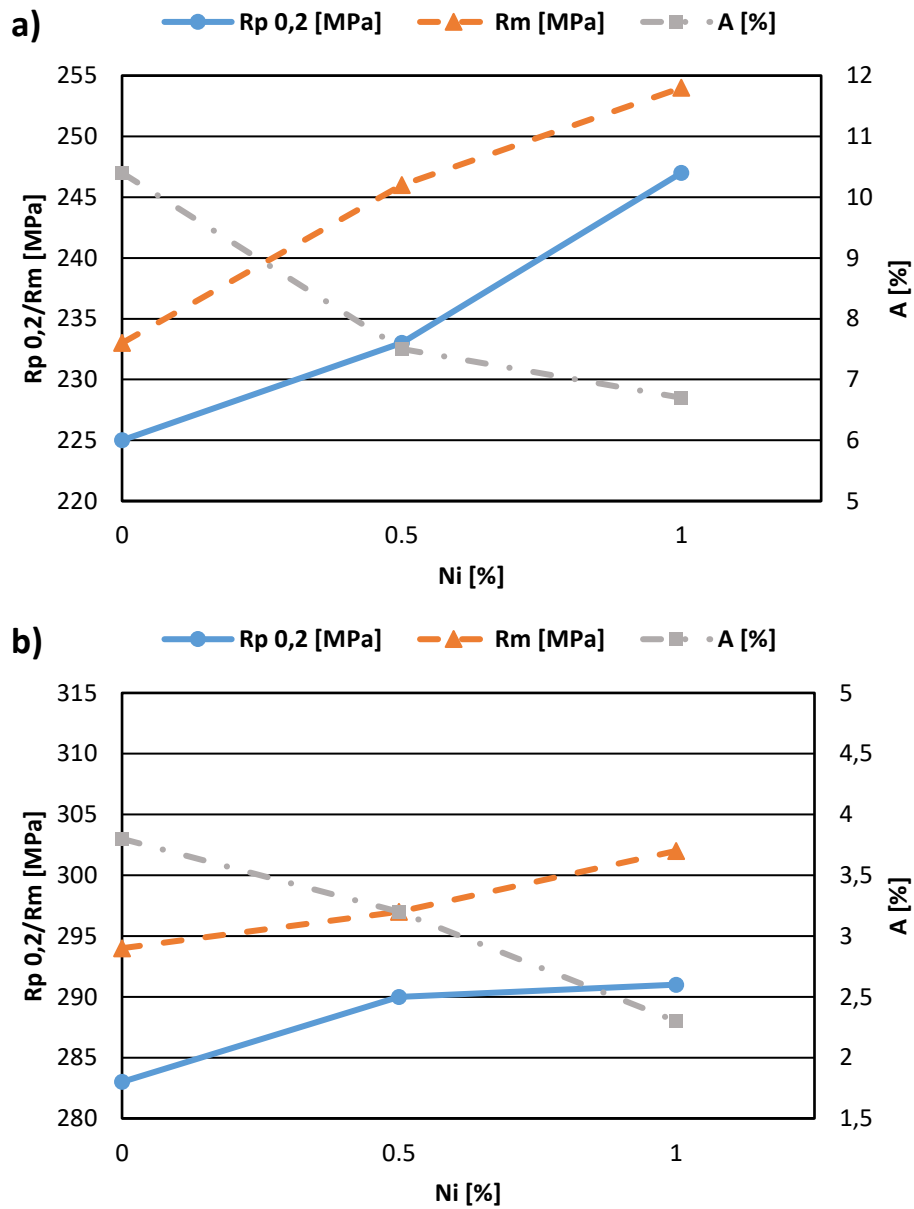 a)
Rp 0,2 [MPa] Rm [MPa] A [%]
255 12
250 11
245 10
240 9
235 8
230 7
225 6
220 5
Rp 0,2/Rm [MPa]
A [%]
0 0.5 1
Ni [%]
b)
Rp 0,2 [MPa] Rm [MPa] A [%]
315 5
310 4,5
305 4
300 3,5
295 3
290 2,5
285 2
280 1,5
Rp 0,2/Rm [MPa]
A [%]
0 0.5 1
Ni [%]